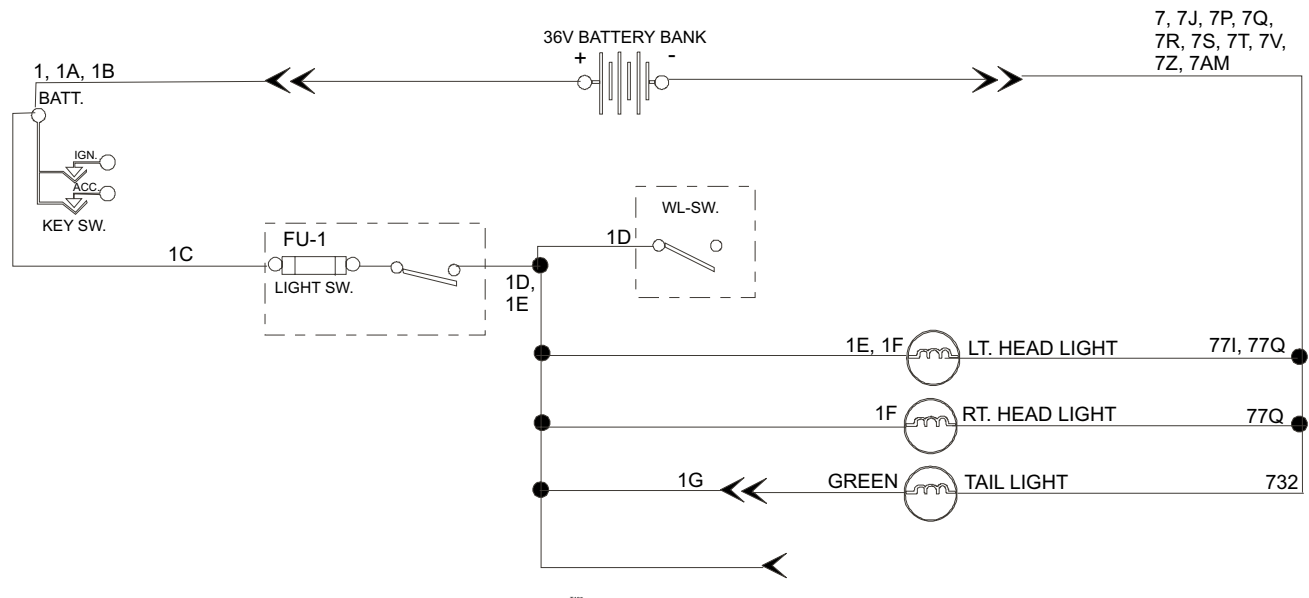 36V BATTERY BANK
+
-
7, 7J, 7P, 7Q,
7R, 7S, 7T, 7V,
7Z, 7AM
1, 1A, 1B
BATT.
IGN.
ACC.
KEY SW.
1C
FU-1
LIGHT SW.
1D,
1E
1D
WL-SW.
1E, 1F
LT. HEAD LIGHT
77I, 77Q
1F
RT. HEAD LIGHT
77Q
1G
GREEN
TAIL LIGHT
732